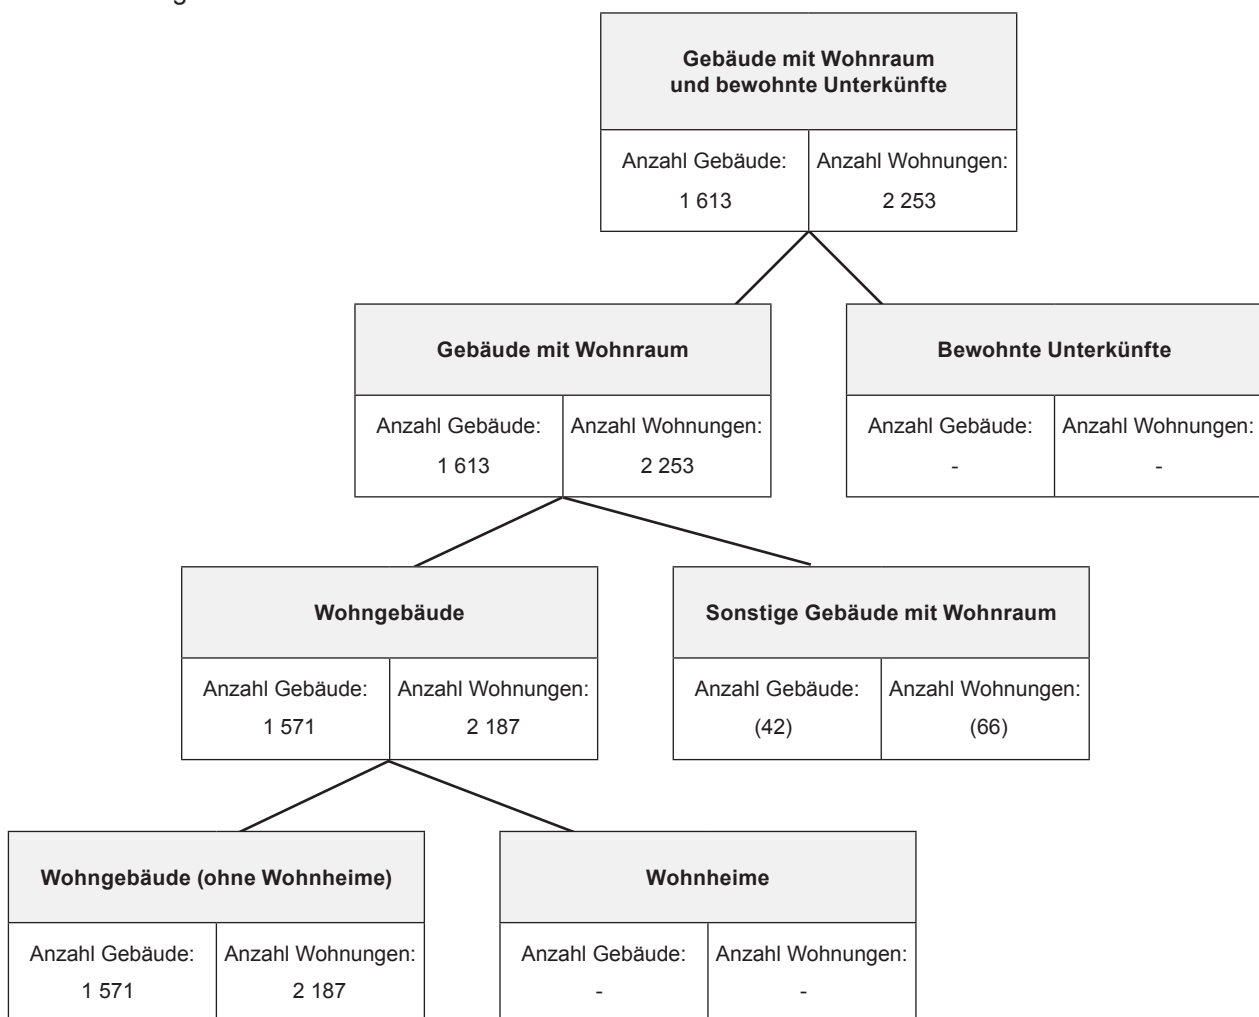 Gebäude mit Wohnraum
und bewohnte Unterkünfte
Anzahl Gebäude: Anzahl Wohnungen:
1 613 2 253
Gebäude mit Wohnraum Bewohnte Unterkünfte
Anzahl Gebäude: Anzahl Wohnungen: Anzahl Gebäude: Anzahl Wohnungen:
1 613 2 253 - -
Wohngebäude Sonstige Gebäude mit Wohnraum
Anzahl Gebäude: Anzahl Wohnungen: Anzahl Gebäude: Anzahl Wohnungen:
1 571 2 187 (42) (66)
Wohngebäude (ohne Wohnheime) Wohnheime
Anzahl Gebäude: Anzahl Wohnungen: Anzahl Gebäude: Anzahl Wohnungen:
1 571 2 187 - -